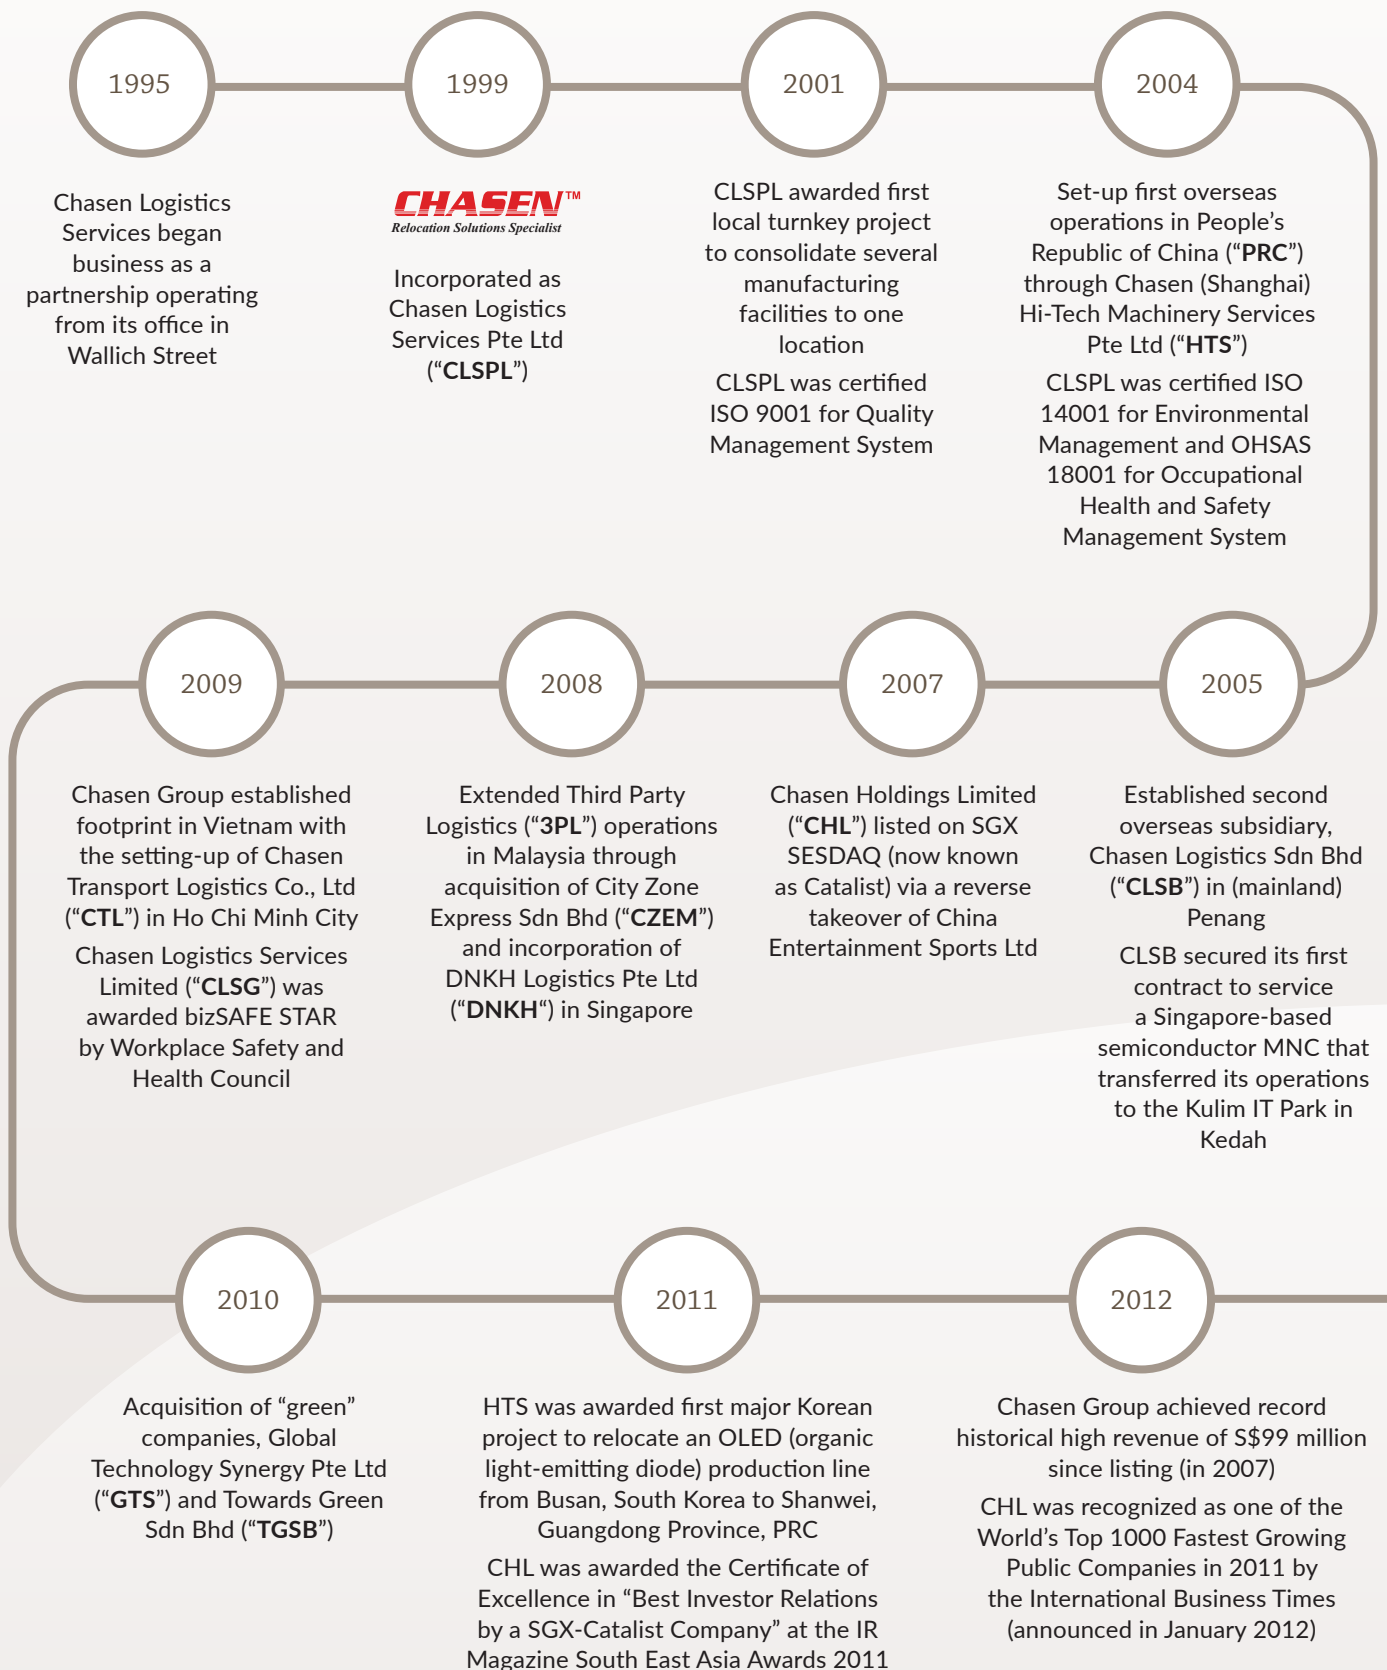 1995
Chasen Logistics
Services began
business as a
partnership operating
from its office in
Wallich Street
1999
CHASEN™
Relocation Solutions Specialist
Incorporated as
Chasen Logistics
Services Pte Ltd
(“CLSPL”)
2001
CLSPL awarded first
local turnkey project
to consolidate several
manufacturing
facilities to one
location
CLSPL was certified
ISO 9001 for Quality
Management System
2004
Set-up first overseas
operations in People’s
Republic of China (“PRC”)
through Chasen (Shanghai)
Hi-Tech Machinery Services
Pte Ltd (“HTS”)
CLSPL was certified ISO
14001 for Environmental
Management and OHSAS
18001 for Occupational
Health and Safety
Management System
2005
Established second
overseas subsidiary,
Chasen Logistics Sdn Bhd
(“CLSB”) in (mainland)
Penang
CLSB secured its first
contract to service
a Singapore-based
semiconductor MNC that
transferred its operations
to the Kulim IT Park in
Kedah
2007
Chasen Holdings Limited
(“CHL”) listed on SGX
SESDAQ (now known
as Catalist) via a reverse
takeover of China
Entertainment Sports Ltd
2008
Extended Third Party
Logistics (“3PL”) operations
in Malaysia through
acquisition of City Zone
Express Sdn Bhd (“CZEM”)
and incorporation of
DNKH Logistics Pte Ltd
(“DNKH“) in Singapore
2009
Chasen Group established
footprint in Vietnam with
the setting-up of Chasen
Transport Logistics Co., Ltd
(“CTL”) in Ho Chi Minh City
Chasen Logistics Services
Limited (“CLSG”) was
awarded bizSAFE STAR
by Workplace Safety and
Health Council
2010
Acquisition of “green”
companies, Global
Technology Synergy Pte Ltd
(“GTS”) and Towards Green
Sdn Bhd (“TGSB”)
2011
HTS was awarded first major Korean
project to relocate an OLED (organic
light-emitting diode) production line
from Busan, South Korea to Shanwei,
Guangdong Province, PRC
CHL was awarded the Certificate of
Excellence in “Best Investor Relations
by a SGX-Catalist Company” at the IR
Magazine South East Asia Awards 2011
2012
Chasen Group achieved record
historical high revenue of S$99 million
since listing (in 2007)
CHL was recognized as one of the
World’s Top 1000 Fastest Growing
Public Companies in 2011 by
the International Business Times
(announced in January 2012)